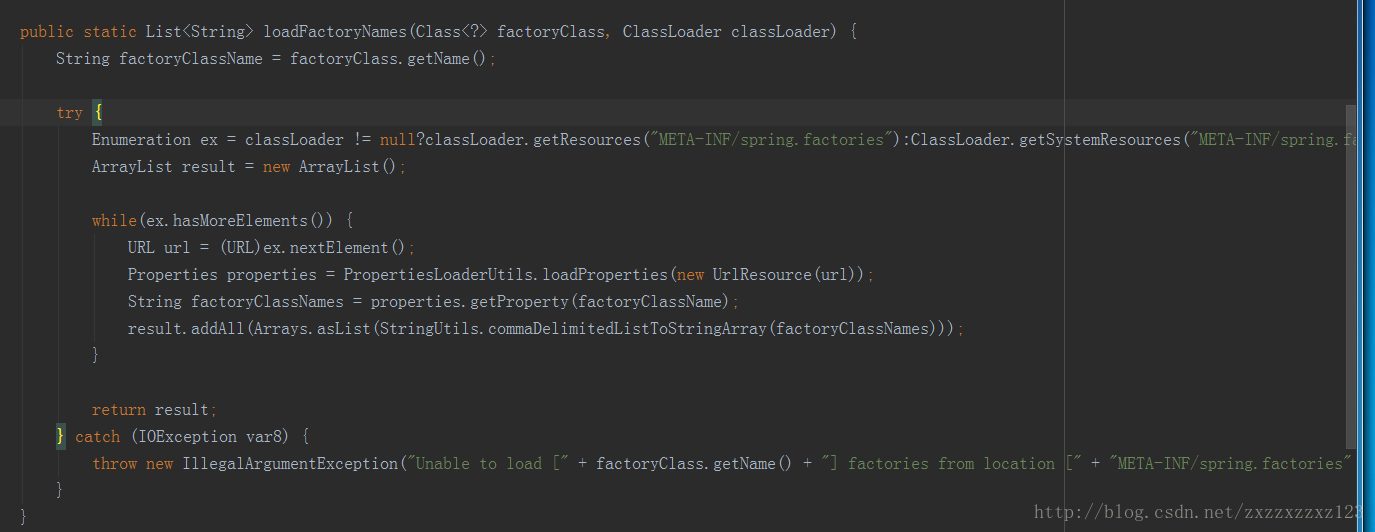 public static List<String> loadFactoryNames(Class<?> factoryClass, ClassLoader classLoader) {
String factoryClassName = factoryClass.getName();
try {
Enumeration ex = classLoader != null?classLoader.getResources("META-INF/spring.factories"):ClassLoader.getSystemResources("META-INF/spring.fa
ArrayList result = new ArrayList();
while(ex.hasMoreElements()) {
URL url = (URL)ex.nextElement();
Properties properties = PropertiesLoaderUtils.loadProperties(new UrlResource(url));
String factoryClassNames = properties.getProperty(factoryClassName);
result.addAll(Arrays.asList(StringUtils.commaDelimitedListToStringArray(factoryClassNames)));
}
return result;
} catch (IOException var8) {
throw new IllegalArgumentException("Unable to load [" + factoryClass.getName() + "] factories from location [" + "META-INF/spring.factories"
}
}
http://blog.csdn.net/zxzzxzzxz123